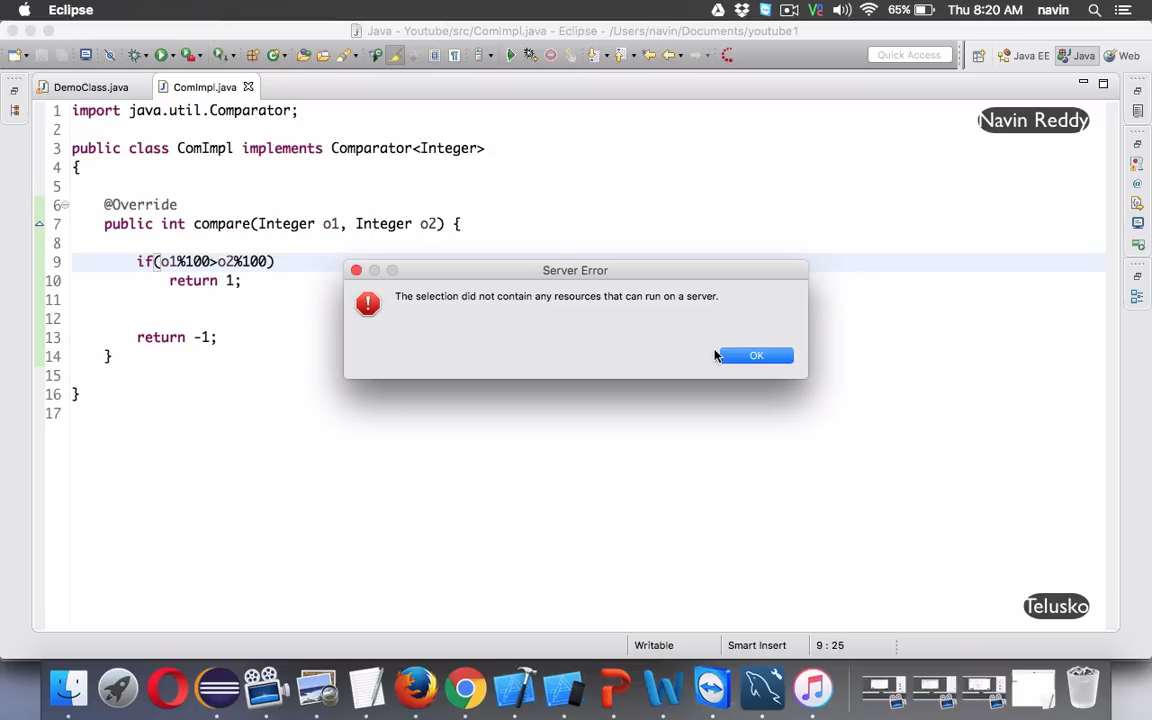 Eclipse
65%
Thu 8:20 AM
navin
Java - Youtube/src/ComImpl.java - Eclipse - /Users/navin/Documents/youtube1
Quick Access
Java EE
Java
Web
DemoClass.java
ComImpl.java
Navin Reddy
1 import java.util.Comparator;
2
3 public class ComImpl implements Comparator<Integer>
4 {
5
6 @Override
7 public int compare(Integer o1, Integer o2) {
8
9 if(o1%100>o2%100)
10 return 1;
11
12
13 return -1;
14 }
15
16 }
17
Server Error
The selection did not contain any resources that can run on a server.
OK
Telusko
Writable
Smart Insert
9 : 25